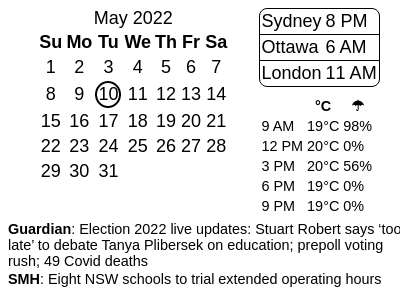 May 2022
Su Mo Tu We Th Fr Sa
1 2 3 4 5 6 7
8 9 10 11 12 13 14
15 16 17 18 19 20 21
22 23 24 25 26 27 28
29 30 31
Sydney 8 PM
Ottawa 6 AM
London 11 AM
°C ☂
9 AM 19°C 98%
12 PM 20°C 0%
3 PM 20°C 56%
6 PM 19°C 0%
9 PM 19°C 0%
Guardian: Election 2022 live updates: Stuart Robert says ‘too
late’ to debate Tanya Plibersek on education; prepoll voting
rush; 49 Covid deaths
SMH: Eight NSW schools to trial extended operating hours